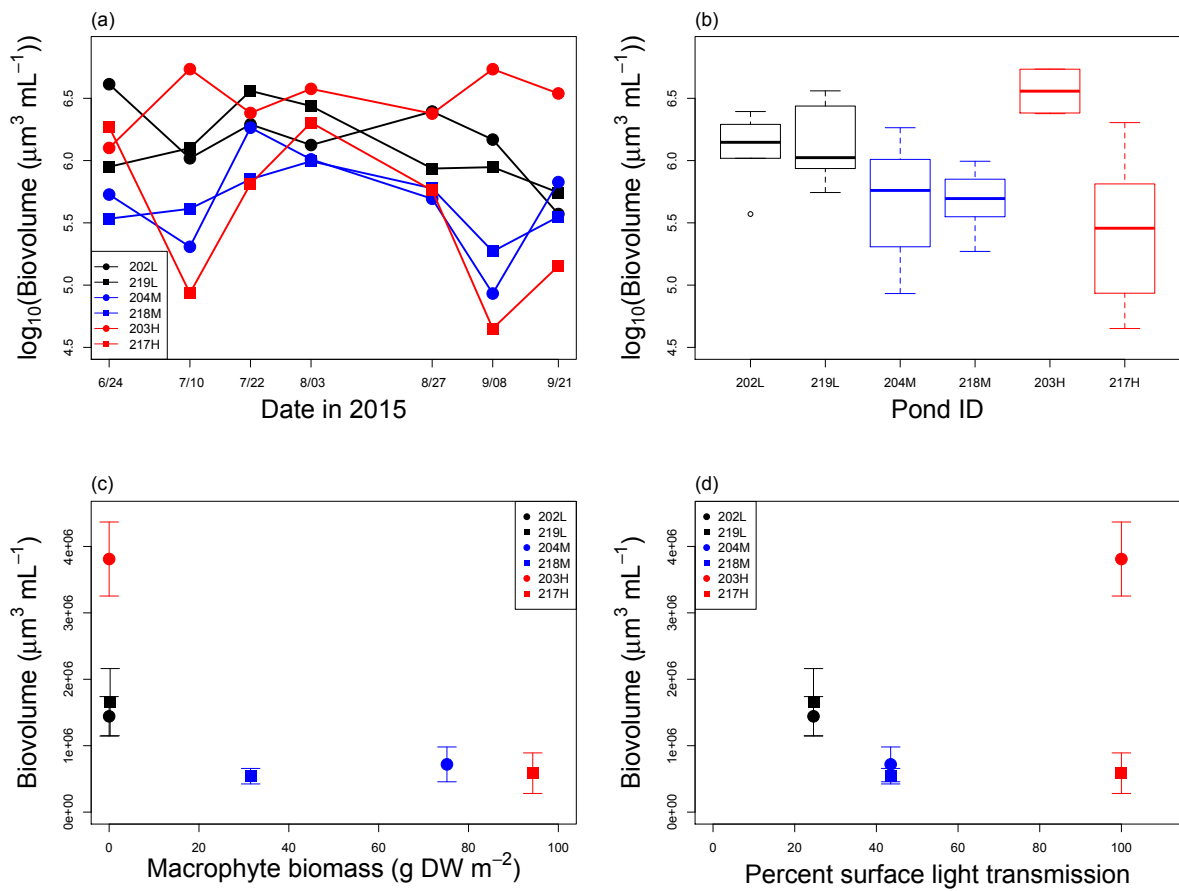 (a)
log₁₀(Biovolume (μm³ mL⁻¹))
4.5 5.0 5.5 6.0 6.5
202L
219L
204M
218M
203H
217H
6/24 7/10 7/22 8/03 8/27 9/08 9/21
Date in 2015
(b)
log₁₀(Biovolume (μm³ mL⁻¹))
4.5 5.0 5.5 6.0 6.5
202L 219L 204M 218M 203H 217H
Pond ID
(c)
Biovolume (μm³ mL⁻¹)
0e+00 1e+06 2e+06 3e+06 4e+06
202L
219L
204M
218M
203H
217H
0 20 40 60 80 100
Macrophyte biomass (g DW m⁻²)
(d)
Biovolume (μm³ mL⁻¹)
0e+00 1e+06 2e+06 3e+06 4e+06
202L
219L
204M
218M
203H
217H
0 20 40 60 80 100
Percent surface light transmission